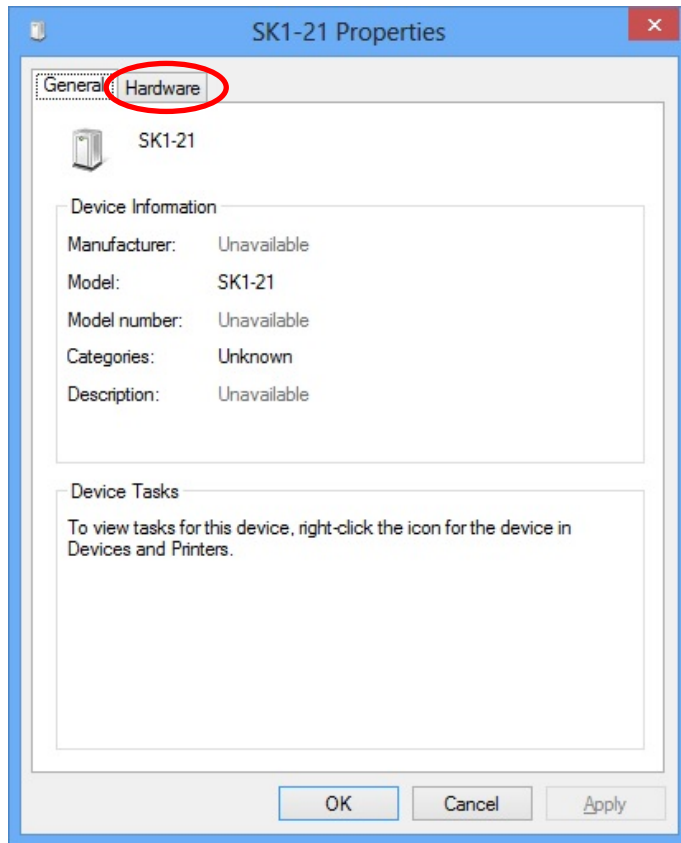 SK1-21 Properties
General Hardware
SK1-21
Device Information
Manufacturer: Unavailable
Model: SK1-21
Model number: Unavailable
Categories: Unknown
Description: Unavailable
Device Tasks
To view tasks for this device, right-click the icon for the device in
Devices and Printers.
OK Cancel Apply